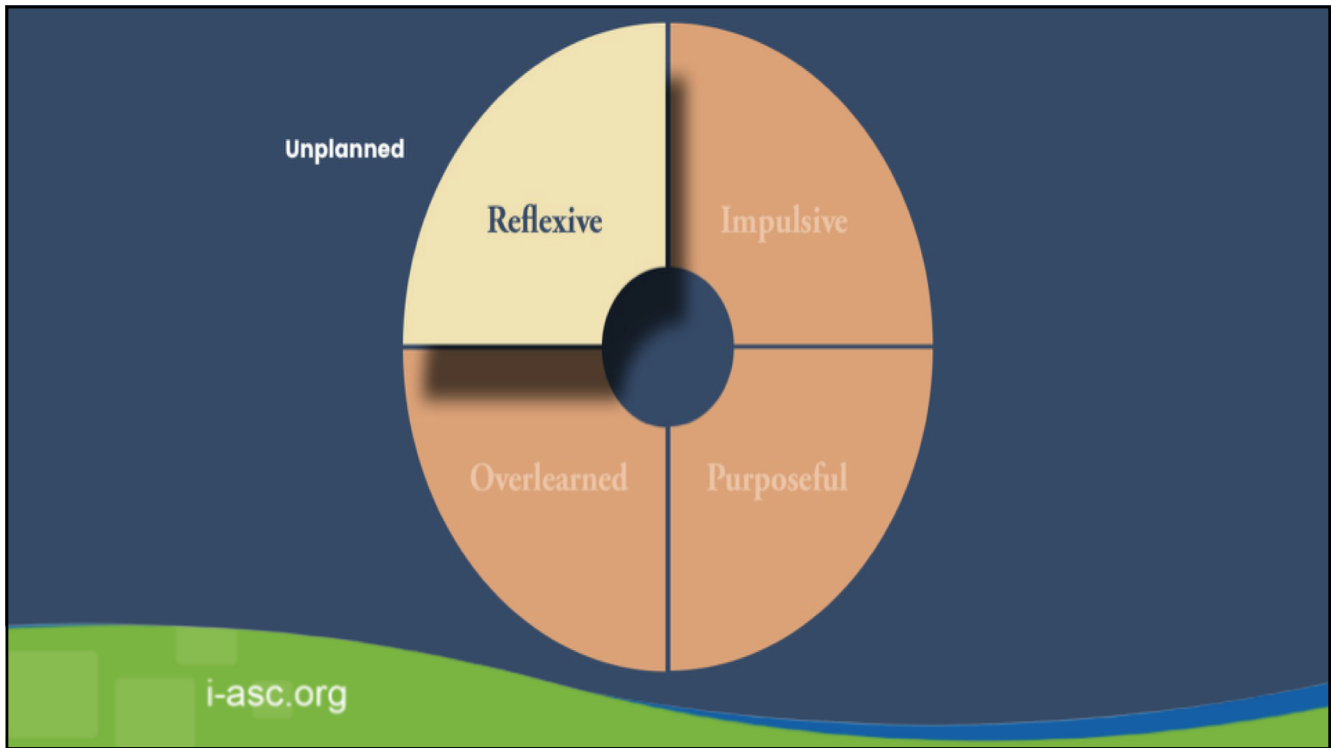 Unplanned
Reflexive
Impulsive
Overlearned
Purposeful
i-asc.org